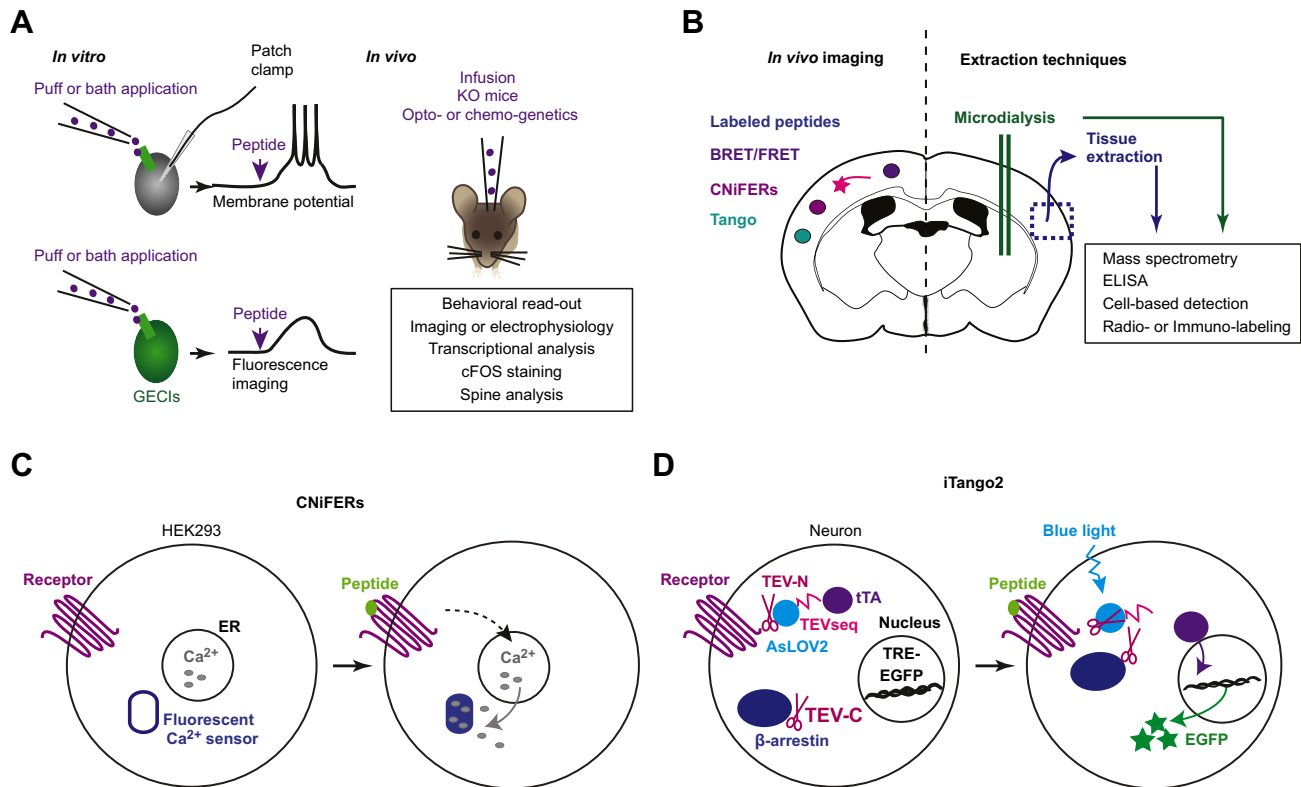 A
In vitro
Patch
clamp
Puff or bath application
Peptide
Membrane potential
Puff or bath application
Peptide
Fluorescence
imaging
GECIs
In vivo
Infusion
KO mice
Opto- or chemo-genetics
Behavioral read-out
Imaging or electrophysiology
Transcriptional analysis
cFOS staining
Spine analysis
B
In vivo imaging
Extraction techniques
Labeled peptides
BRET/FRET
CNiFERs
Tango
Microdialysis
Tissue
extraction
Mass spectrometry
ELISA
Cell-based detection
Radio- or Immuno-labeling
C
CNiFERs
HEK293
Receptor
ER
Ca2+
Fluorescent
Ca2+ sensor
Peptide
Ca2+
D
iTango2
Neuron
Receptor
TEV-N
tTA
TEVseq
AsLOV2
Nucleus
TRE-
EGFP
TEV-C
β-arrestin
Blue light
Peptide
EGFP